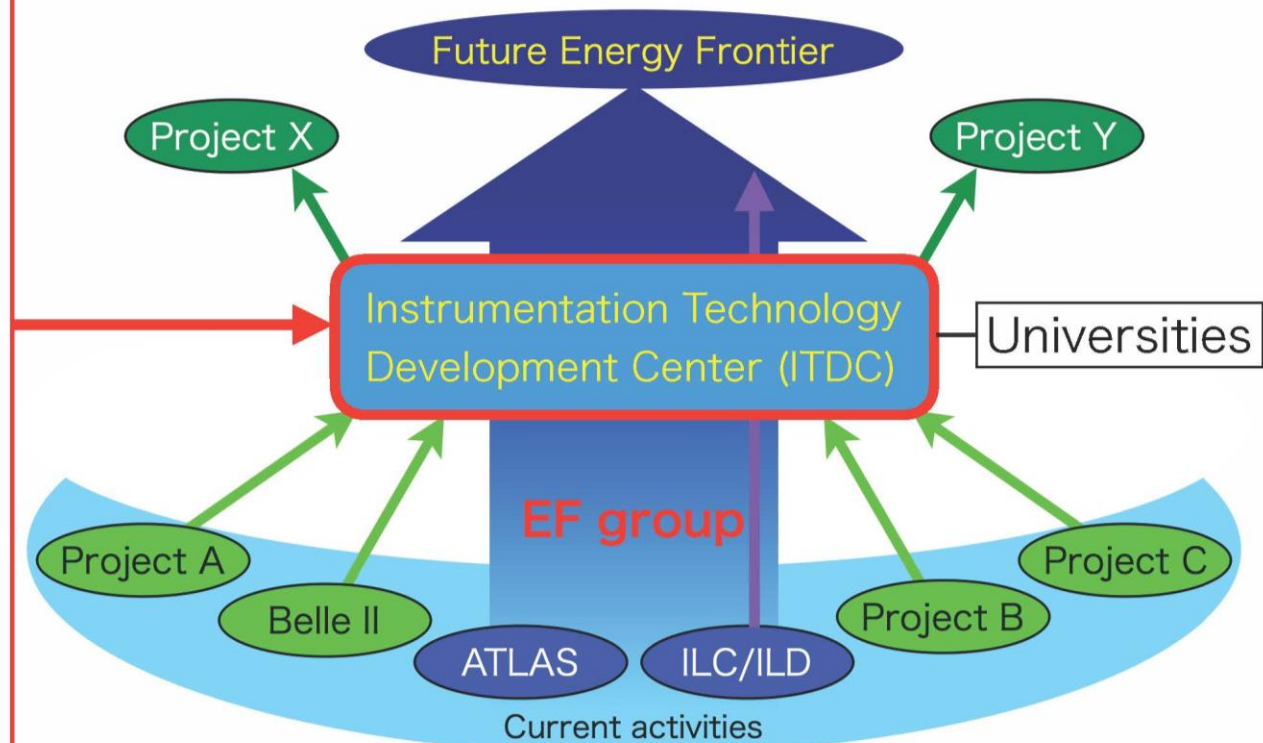 Future Energy Frontier
Project X
Project Y
Instrumentation Technology
Development Center (ITDC)
Universities
EF group
Project A
Project C
Belle II
Project B
ATLAS
ILC/ILD
Current activities